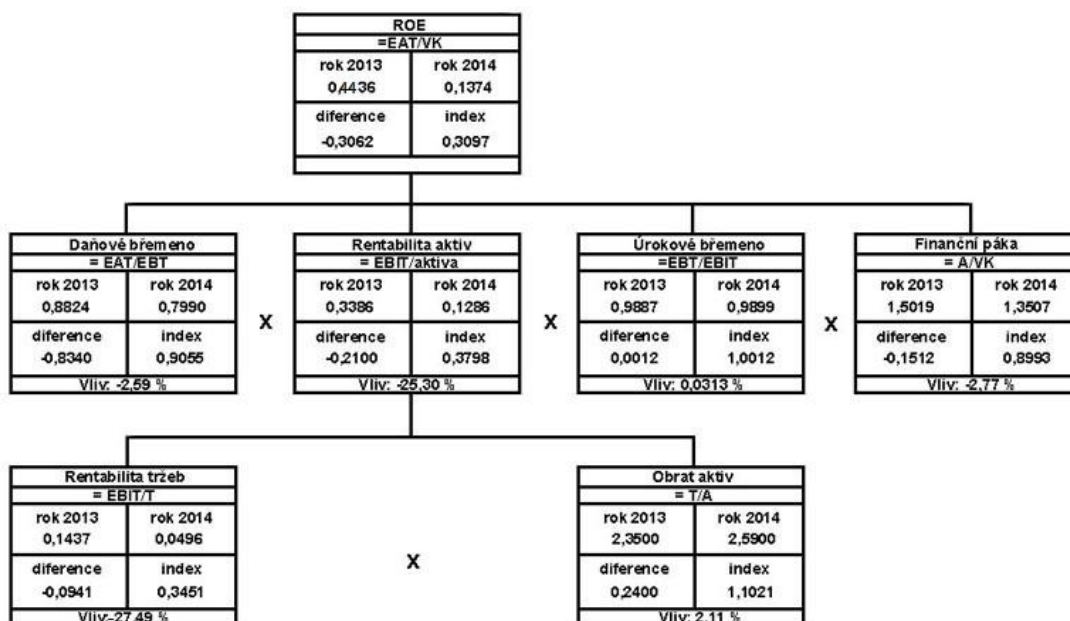 ROE
=EAT/VK
rok 2013 rok 2014
0,4436 0,1374
diference index
-0,3062 0,3097
Daňové břemeno
= EAT/EBT
rok 2013 rok 2014
0,8824 0,7990
diference index
-0,8340 0,9055
Vliv: -2,59 %
X
Rentabilita aktiv
= EBIT/aktiva
rok 2013 rok 2014
0,3386 0,1286
diference index
-0,2100 0,3798
Vliv: -25,30 %
X
Úrokové břemeno
=EBT/EBIT
rok 2013 rok 2014
0,9887 0,9899
diference index
0,0012 1,0012
Vliv: 0,0313 %
X
Finanční páka
= A/VK
rok 2013 rok 2014
1,5019 1,3507
diference index
-0,1512 0,8993
Vliv: -2,77 %
Rentabilita tržeb
= EBIT/T
rok 2013 rok 2014
0,1437 0,0496
diference index
-0,0941 0,3451
Vliv:-27,49 %
X
Obrat aktiv
= T/A
rok 2013 rok 2014
2,3500 2,5900
diference index
0,2400 1,1021
Vliv: 2,11 %